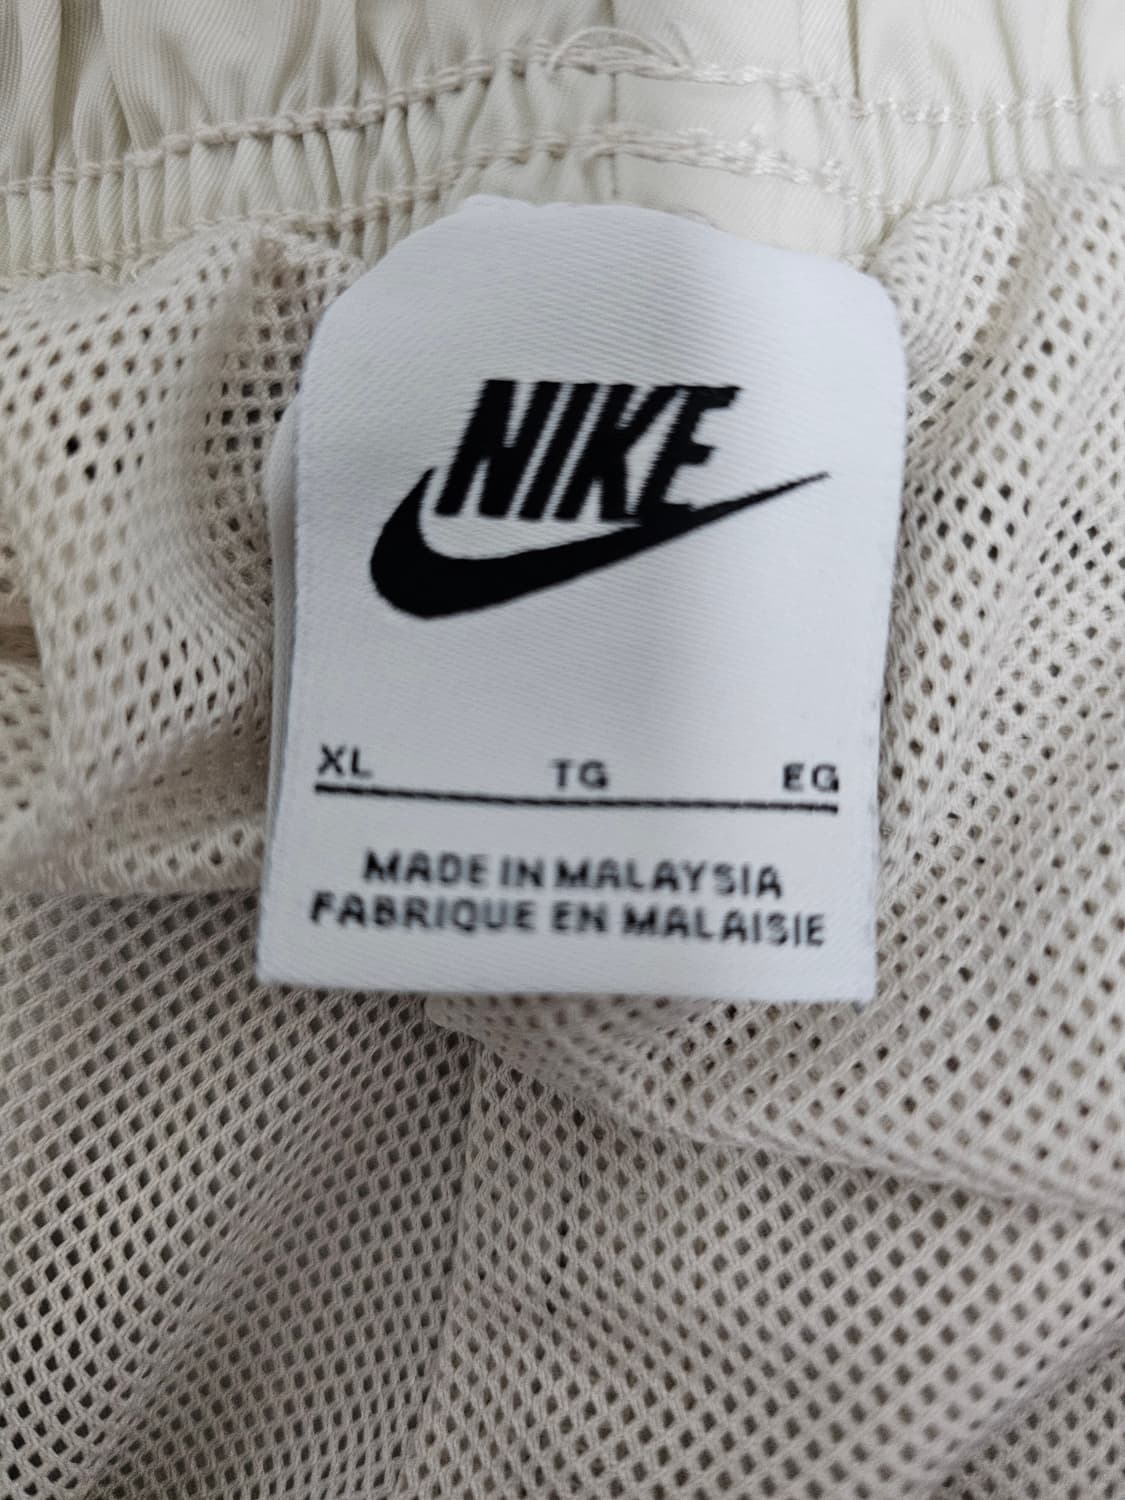 NIKE
XL TG EG
MADE IN MALAYSIA
FABRIQUE EN MALAISIE